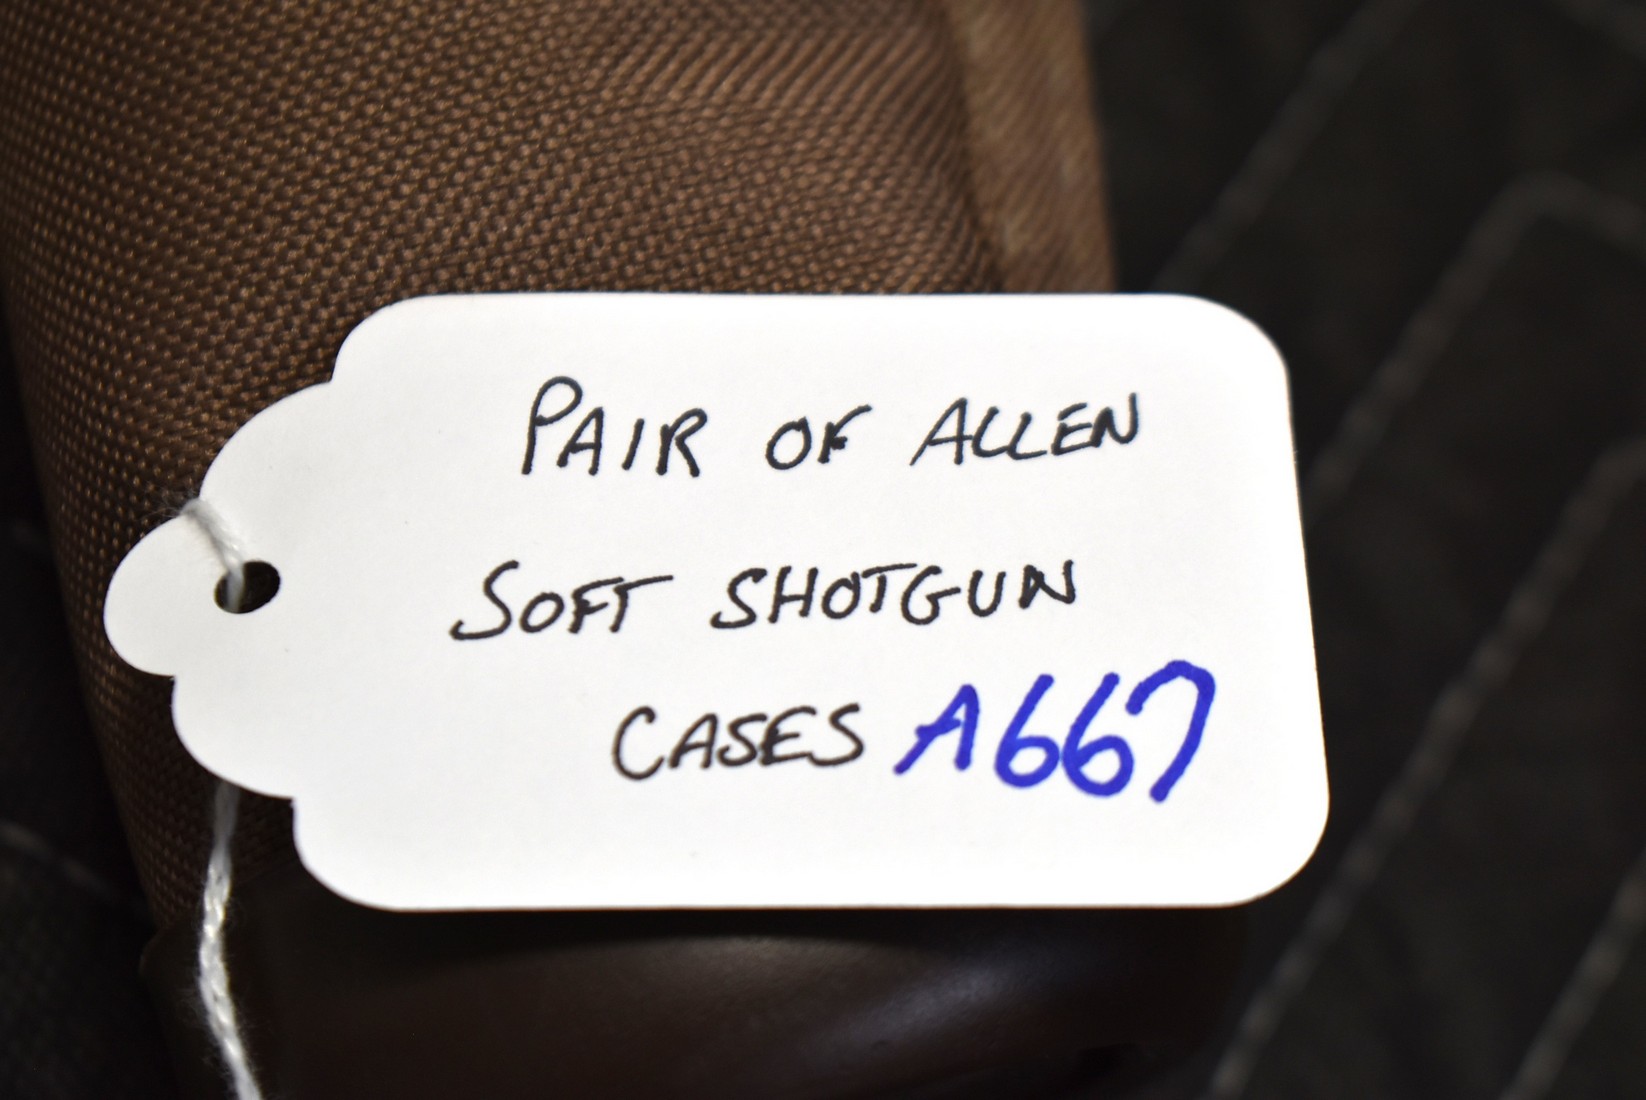 PAIR OF ALLEN
SOFT SHOTGUN
CASES A667